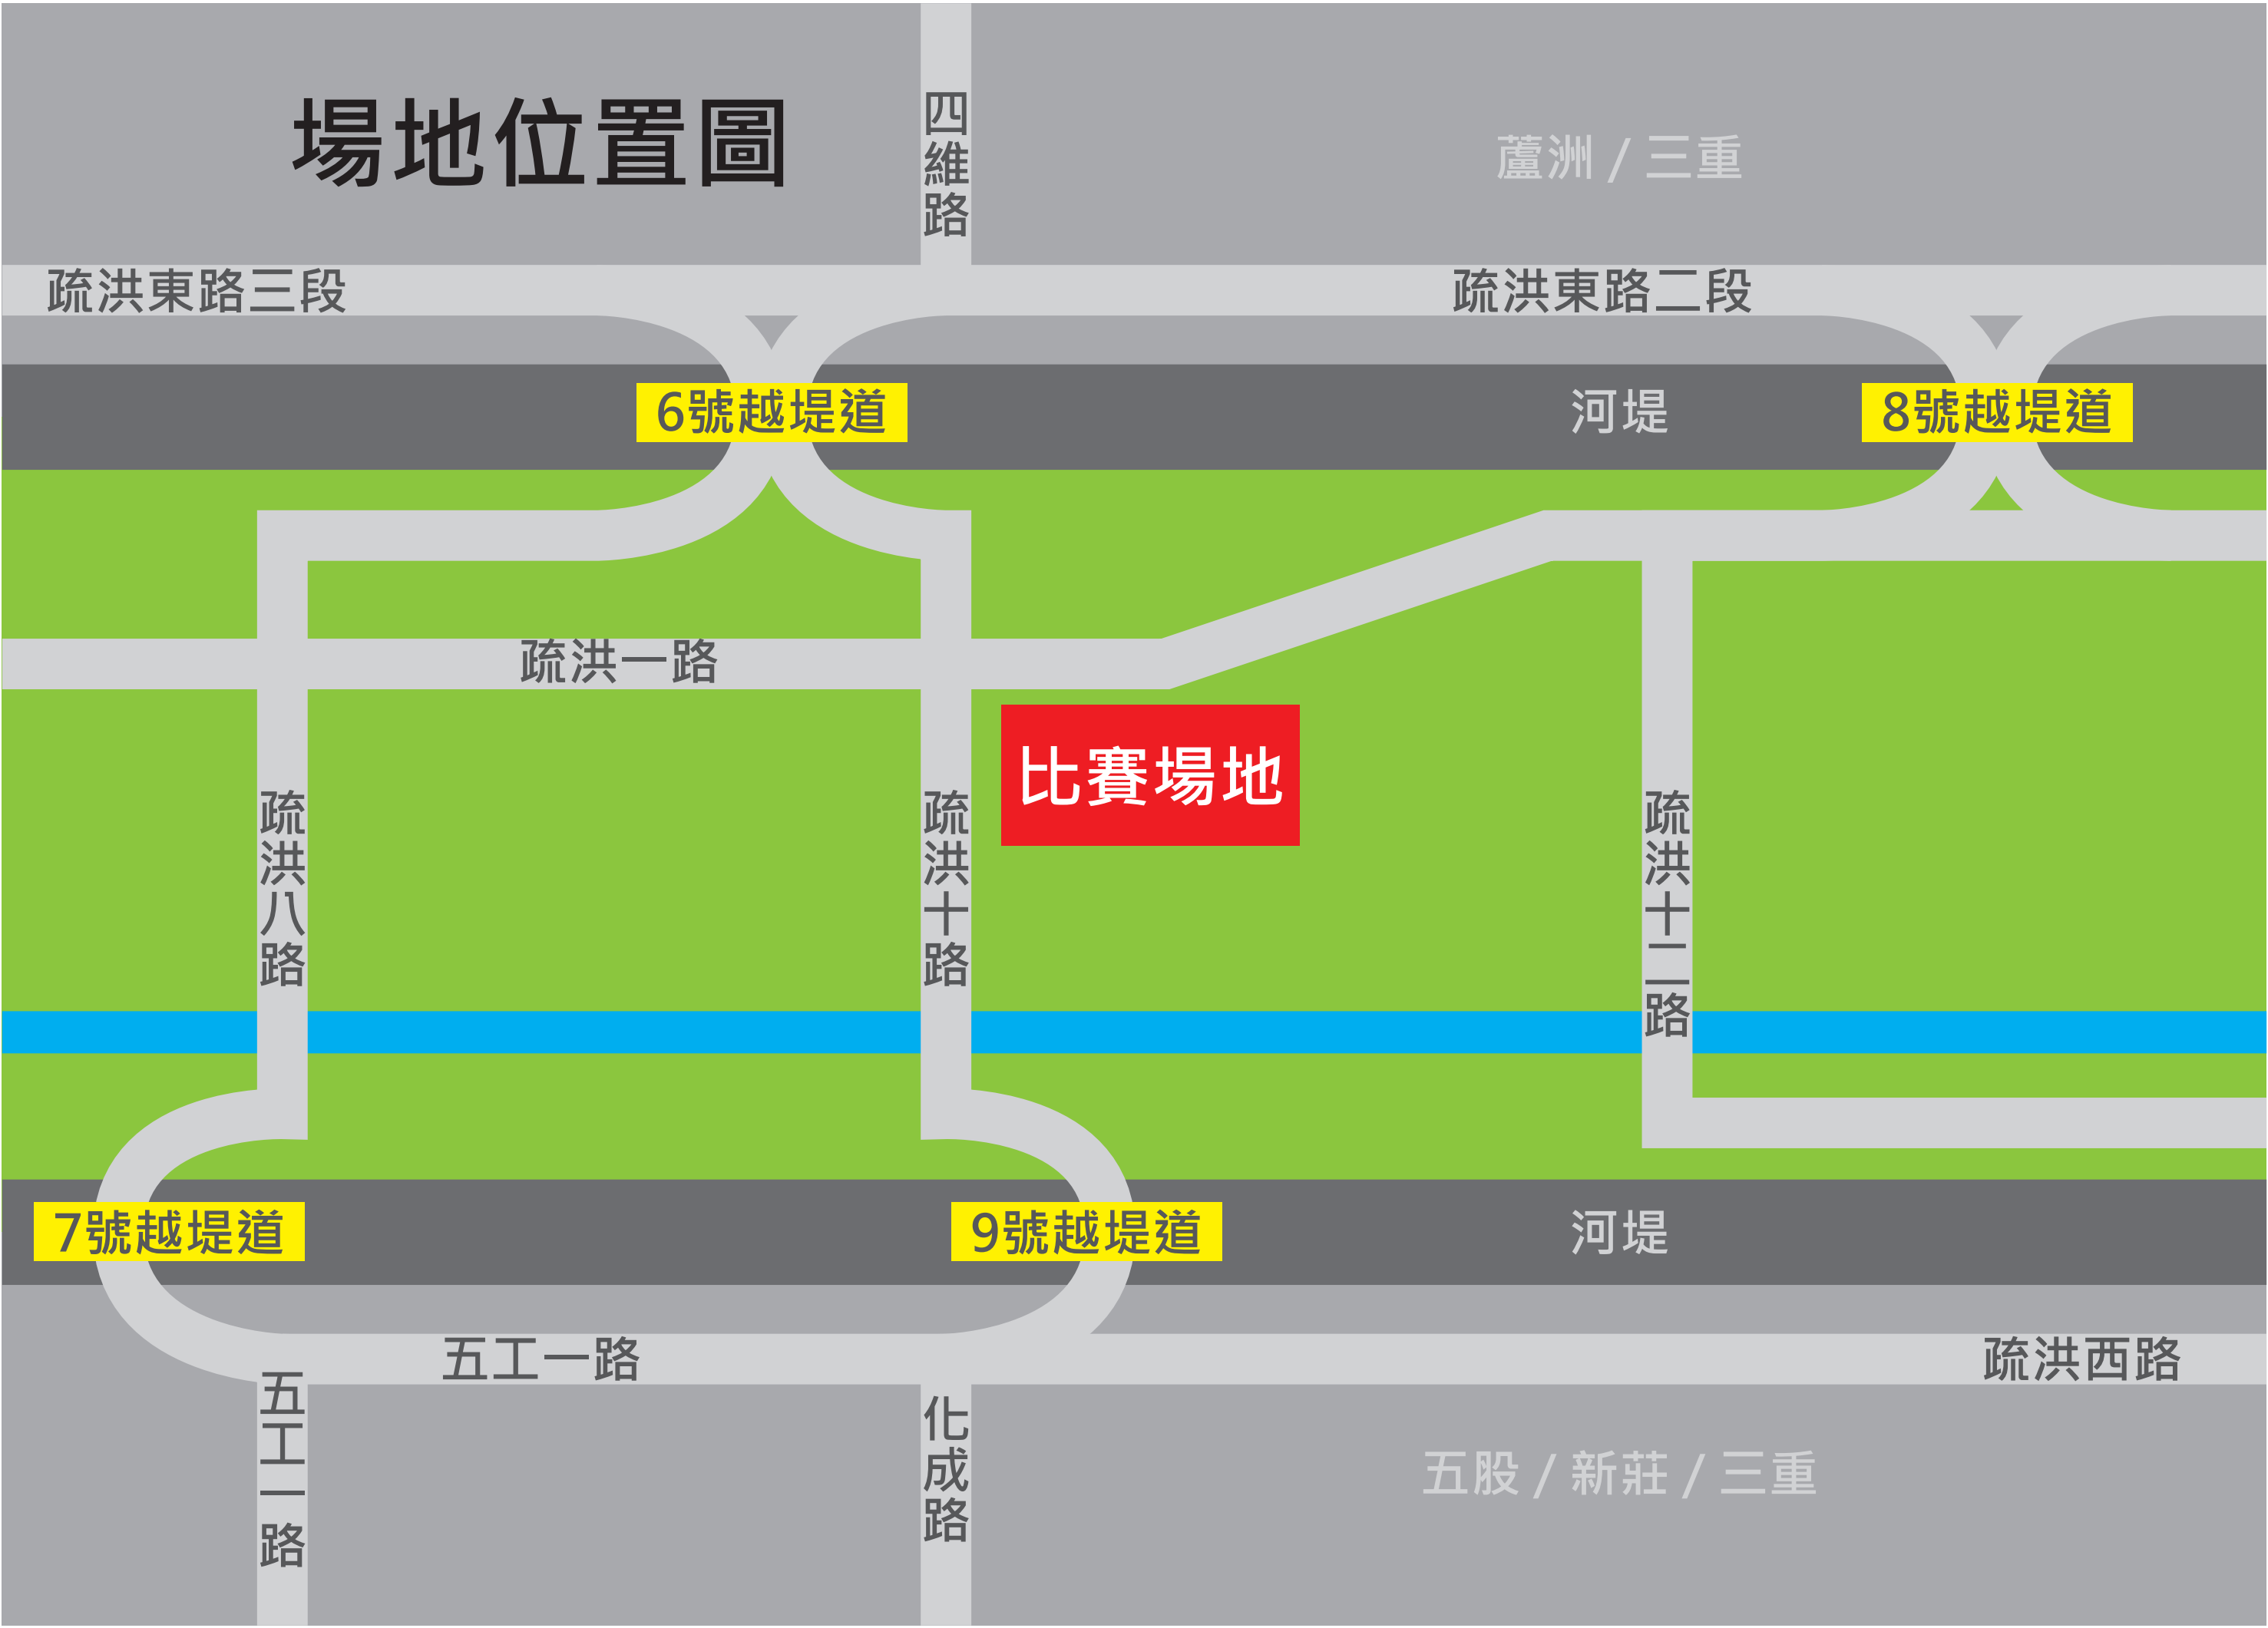 場地位置圖
四維路
蘆洲 / 三重
疏洪東路三段
疏洪東路二段
6號越堤道
河堤
8號越堤道
疏洪一路
比賽場地
疏洪八路
疏洪十路
疏洪十二路
7號越堤道
9號越堤道
河堤
五工一路
疏洪西路
五工一路
化成路
五股 / 新莊 / 三重